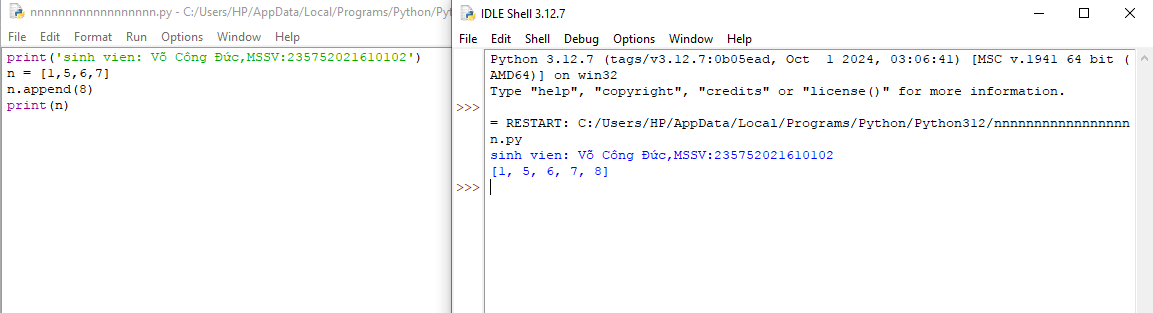 nnnnnnnnnnnnnnnnnn.py - C:/Users/HP/AppData/Local/Programs/Python/Pyt
File Edit Format Run Options Window Help
print('sinh vien: Võ Công Đức,MSSV:235752021610102')
n = [1,5,6,7]
n.append(8)
print(n)
IDLE Shell 3.12.7
File Edit Shell Debug Options Window Help
Python 3.12.7 (tags/v3.12.7:0b05ead, Oct  1 2024, 03:06:41) [MSC v.1941 64 bit (
AMD64)] on win32
Type "help", "copyright", "credits" or "license()" for more information.
>>>
= RESTART: C:/Users/HP/AppData/Local/Programs/Python/Python312/nnnnnnnnnnnnnnnnn
n.py
sinh vien: Võ Công Đức,MSSV:235752021610102
[1, 5, 6, 7, 8]
>>>